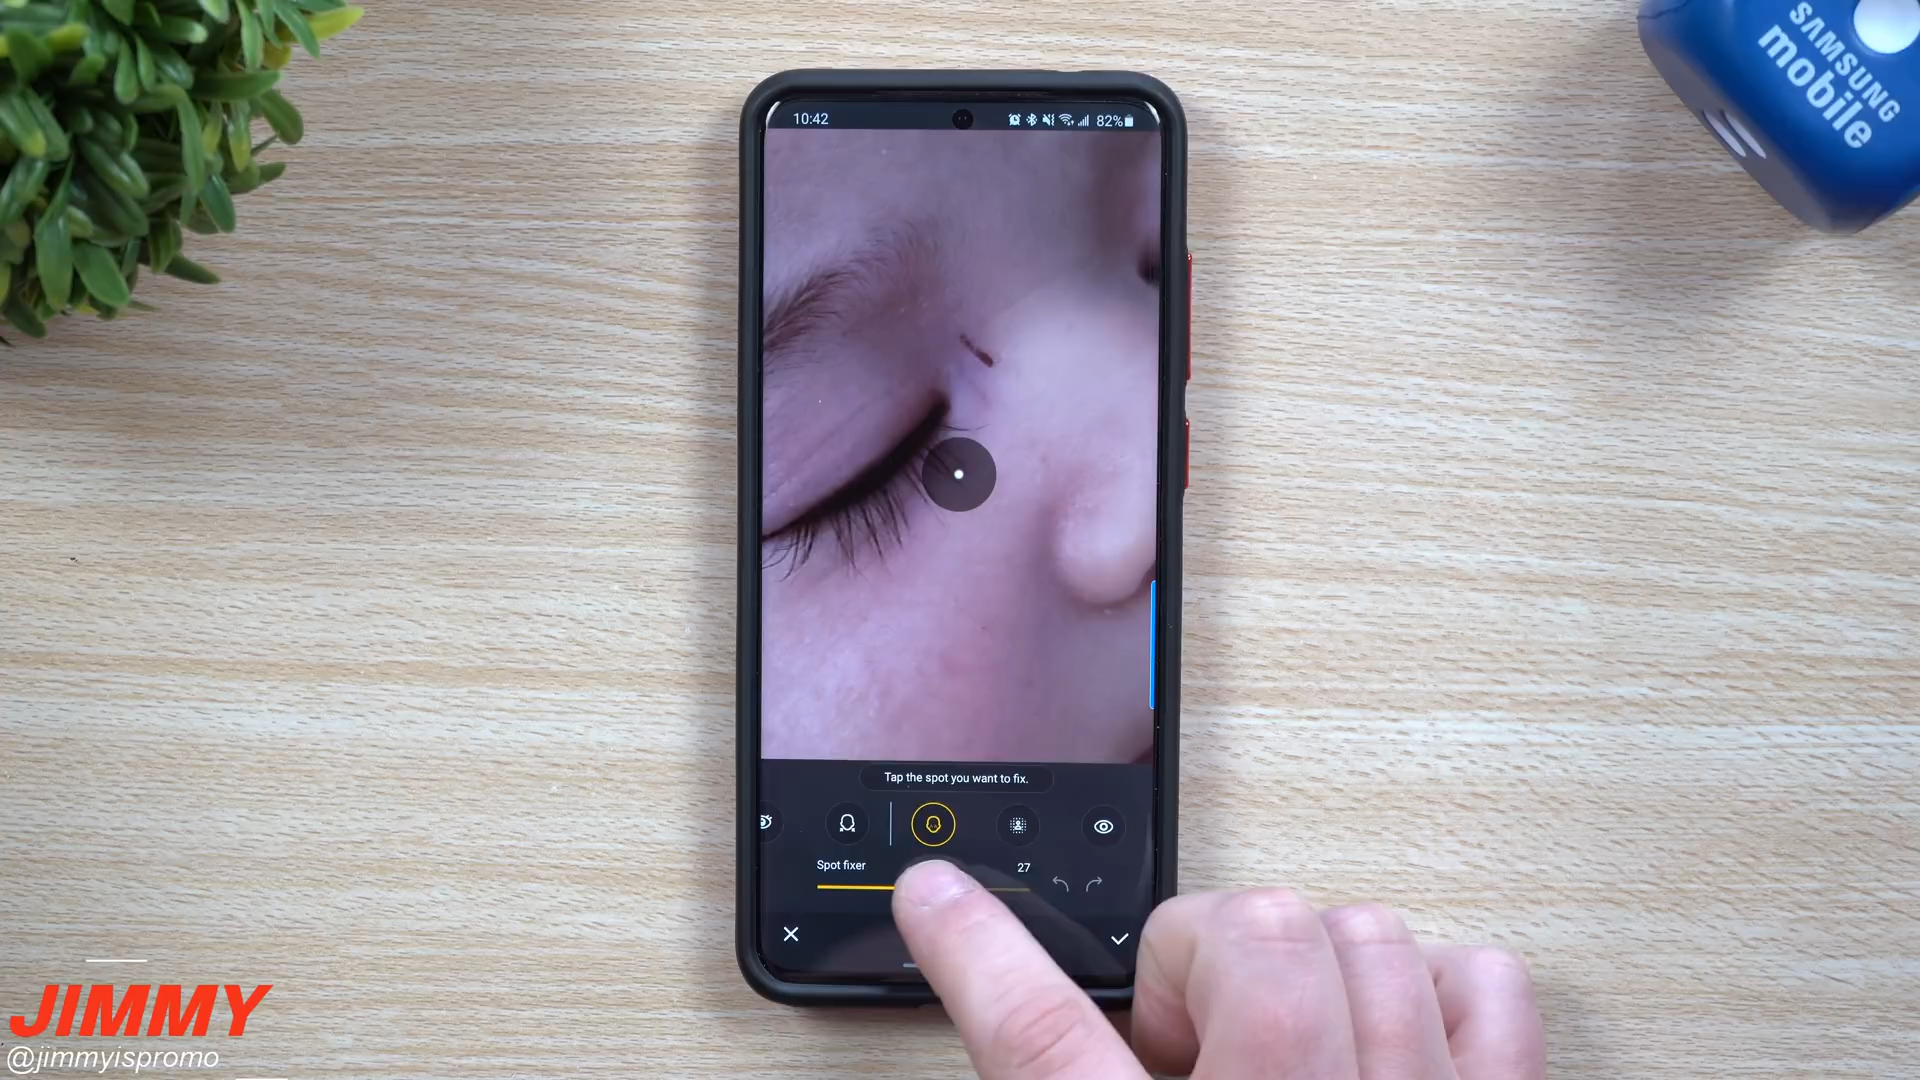 SAMSUNG
mobile
10:42
82%
Tap the spot you want to fix.
Spot fixer
27
JIMMY
@jimmyispromo